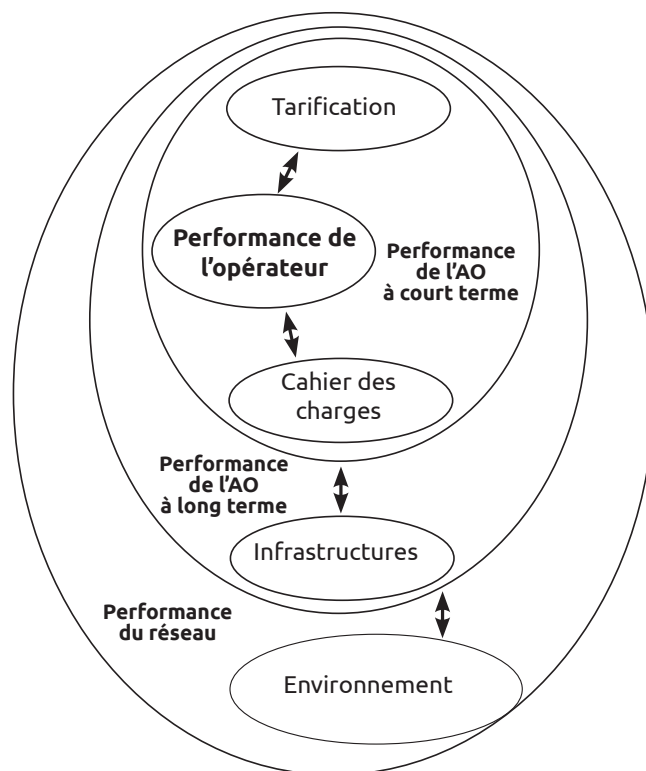 Tarification
Performance de
l’opérateur
Performance
de l’AO
à court terme
Cahier des
charges
Performance
de l’AO
à long terme
Infrastructures
Performance
du réseau
Environnement